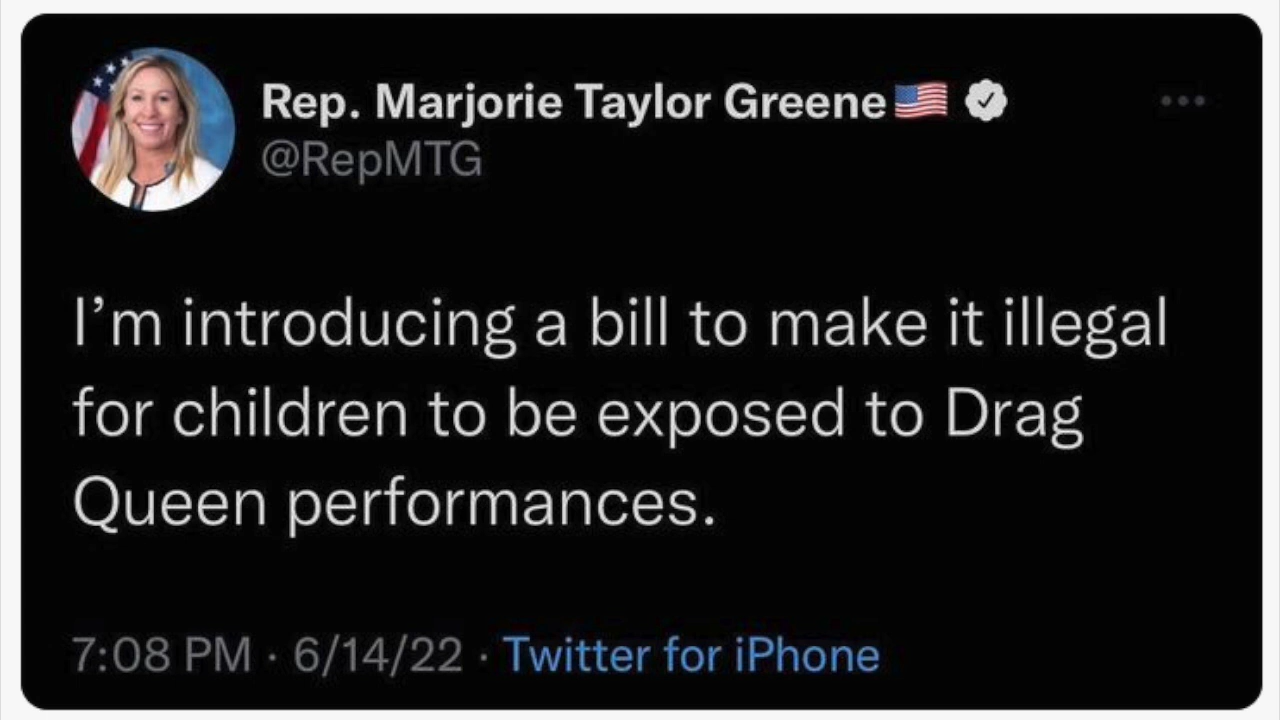 Rep. Marjorie Taylor Greene🇺🇸
@RepMTG
I’m introducing a bill to make it illegal
for children to be exposed to Drag
Queen performances.
7:08 PM · 6/14/22 · Twitter for iPhone